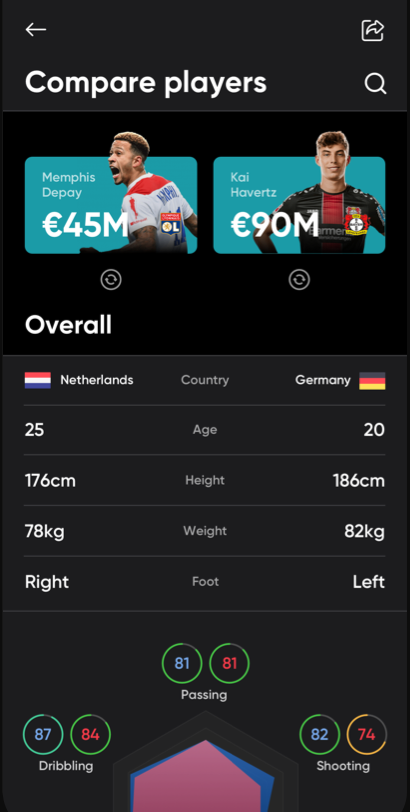 Compare players
Memphis
Depay
€45M
OL
Kai
Havertz
€90M
Overall
Netherlands Country Germany
25 Age 20
176cm Height 186cm
78kg Weight 82kg
Right Foot Left
81 81
Passing
87 84
Dribbling
82 74
Shooting